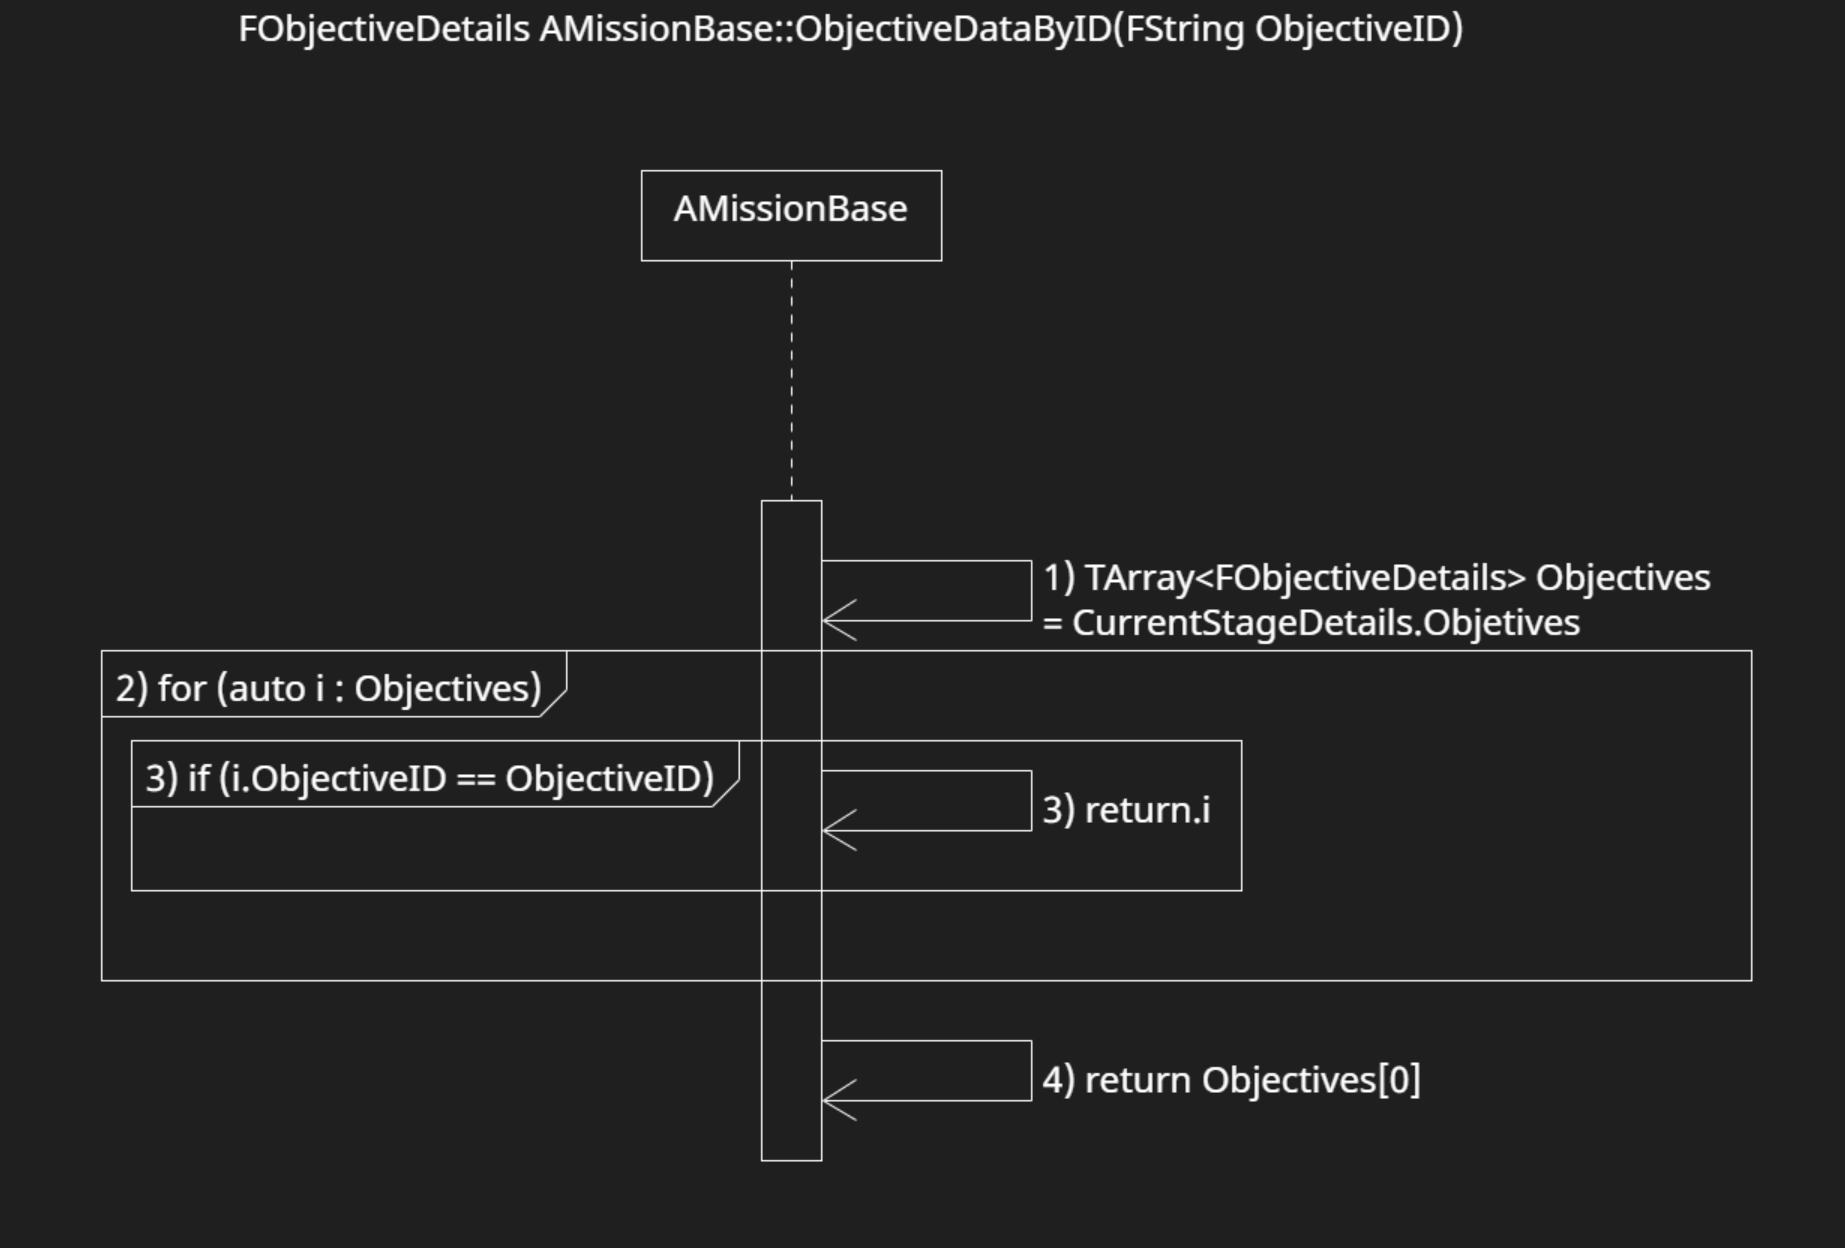 FObjectiveDetails AMissionBase::ObjectiveDataByID(FString ObjectiveID)
AMissionBase
1) TArray<FObjectiveDetails> Objectives
= CurrentStageDetails.Objetives
2) for (auto i : Objectives)
3) if (i.ObjectiveID == ObjectiveID)
3) return.i
4) return Objectives[0]